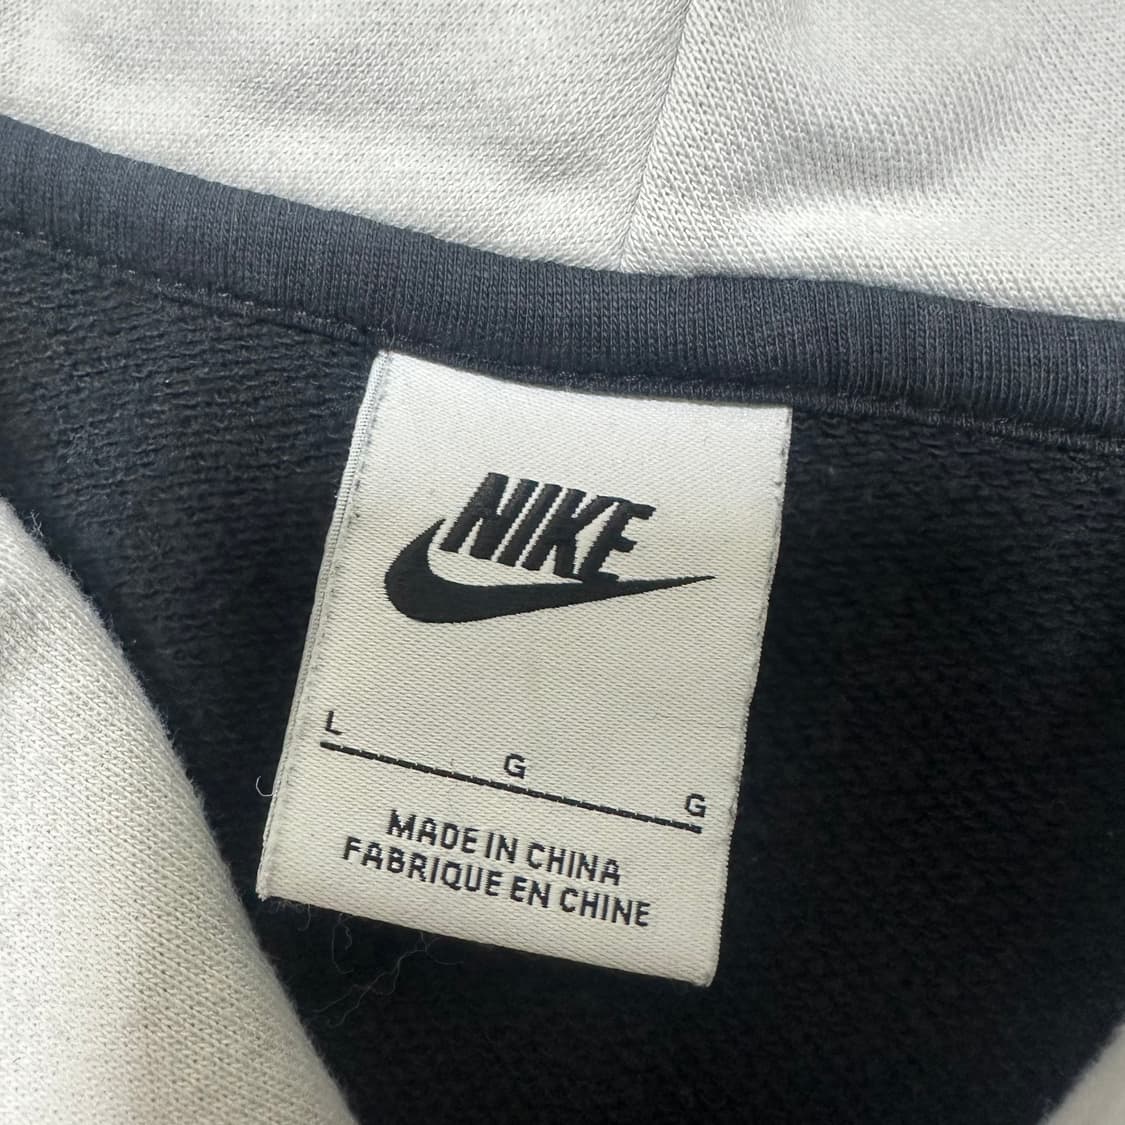 NIKE
L G G
MADE IN CHINA
FABRIQUE EN CHINE